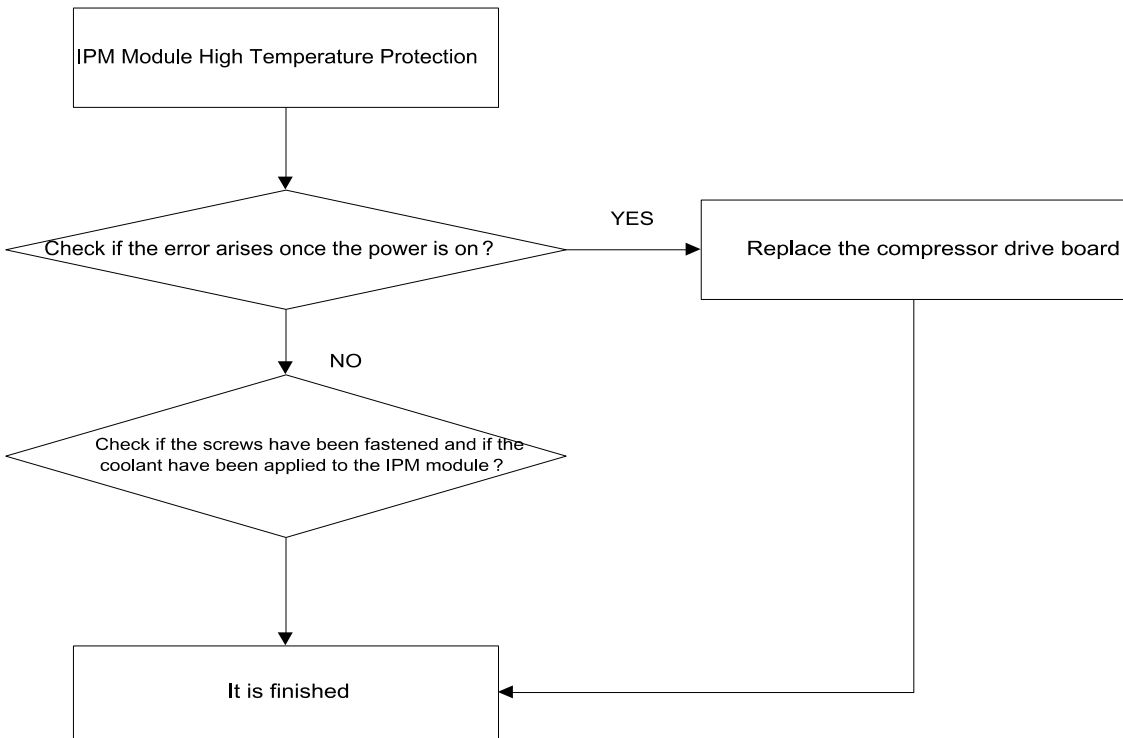 IPM Module High Temperature Protection
Check if the error arises once the power is on?
YES
Replace the compressor drive board
NO
Check if the screws have been fastened and if the
coolant have been applied to the IPM module?
It is finished